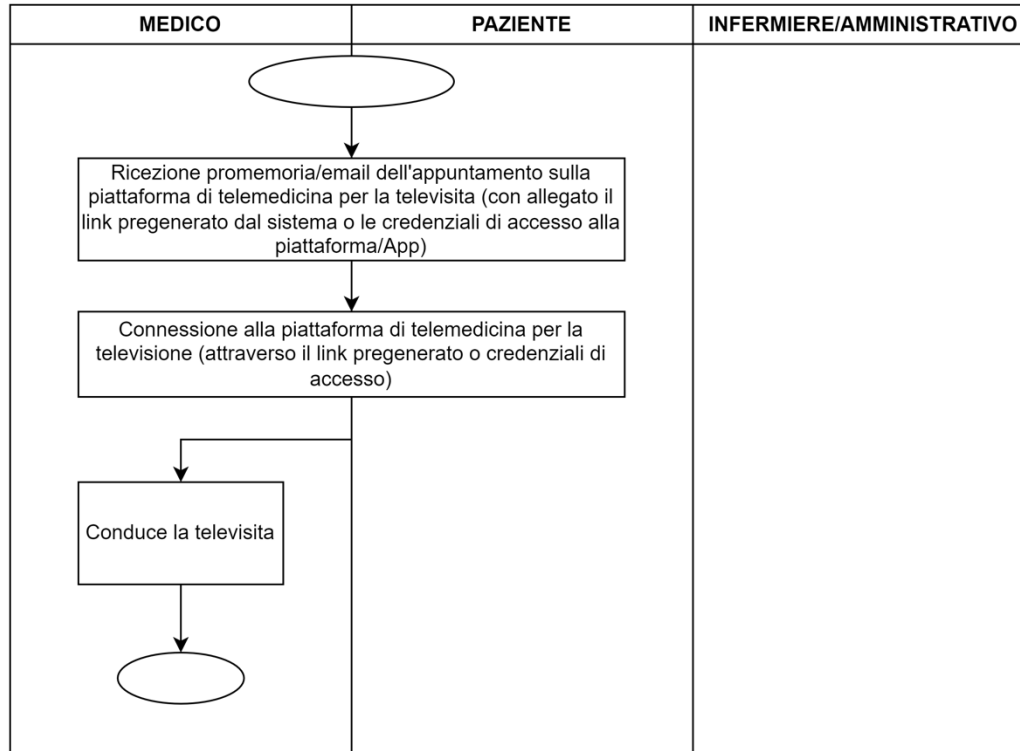 MEDICO
PAZIENTE
INFERMIERE/AMMINISTRATIVO
Ricezione promemoria/email dell'appuntamento sulla
piattaforma di telemedicina per la televisita (con allegato il
link pregenerato dal sistema o le credenziali di accesso alla
piattaforma/App)
Connessione alla piattaforma di telemedicina per la
televisione (attraverso il link pregenerato o credenziali di
accesso)
Conduce la televisita